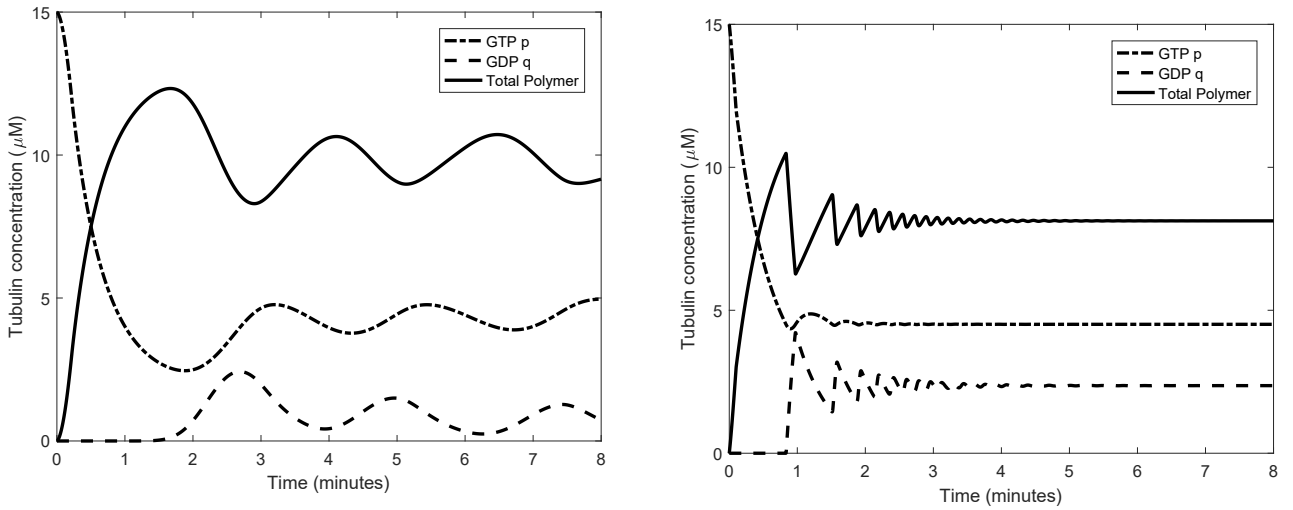 15
10
5
0
Tubulin concentration (μM)
GTP p
GDP q
Total Polymer
0 1 2 3 4 5 6 7 8
Time (minutes)
15
10
5
0
Tubulin concentration (μM)
GTP p
GDP q
Total Polymer
0 1 2 3 4 5 6 7 8
Time (minutes)